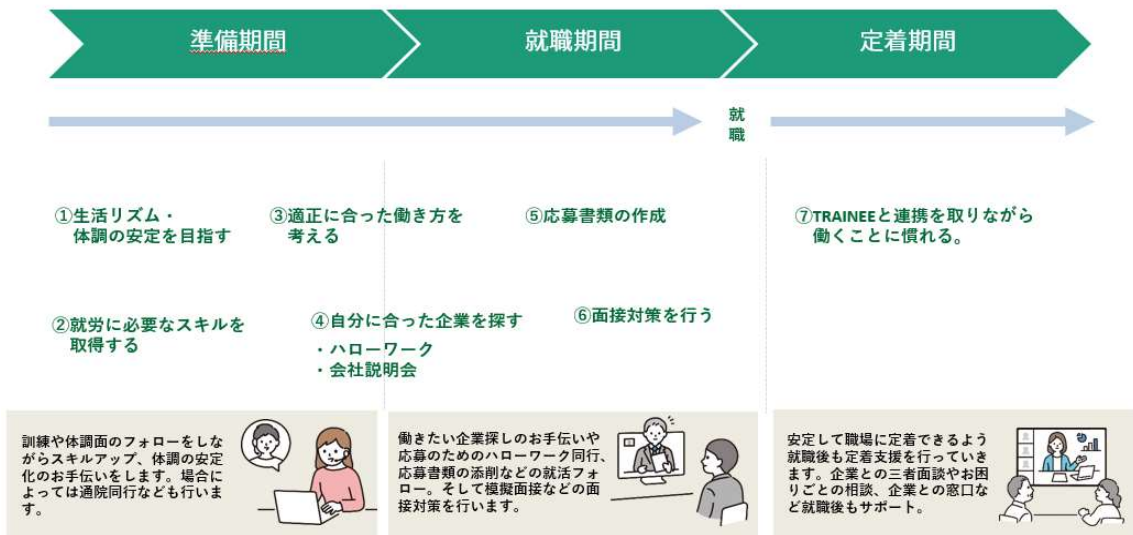 準備期間
就職期間
定着期間
就
職
①生活リズム・
体調の安定を目指す
③適正に合った働き方を
考える
⑤応募書類の作成
⑦TRAINEEと連携を取りながら
働くことに慣れる。
②就労に必要なスキルを
取得する
④自分に合った企業を探す
・ハローワーク
・会社説明会
⑥面接対策を行う
訓練や体調面のフォローをしな
がらスキルアップ、体調の安定
化のお手伝いをします。場合に
よっては通院同行なども行いま
す。
働きたい企業探しのお手伝いや
応募のためのハローワーク同行、
応募書類の添削などの就活フォ
ロー。そして模擬面接などの面
接対策を行います。
安定して職場に定着できるよう
就職後も定着支援を行っていき
ます。企業との三者面談やお困
りごとの相談、企業との窓口な
ど就職後もサポート。